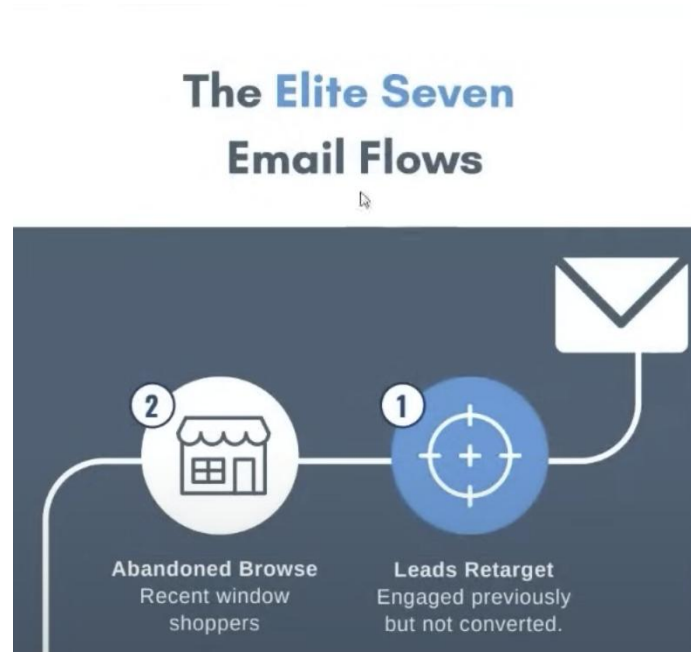 The Elite Seven
Email Flows
2
1
Abandoned Browse
Recent window
shoppers
Leads Retarget
Engaged previously
but not converted.